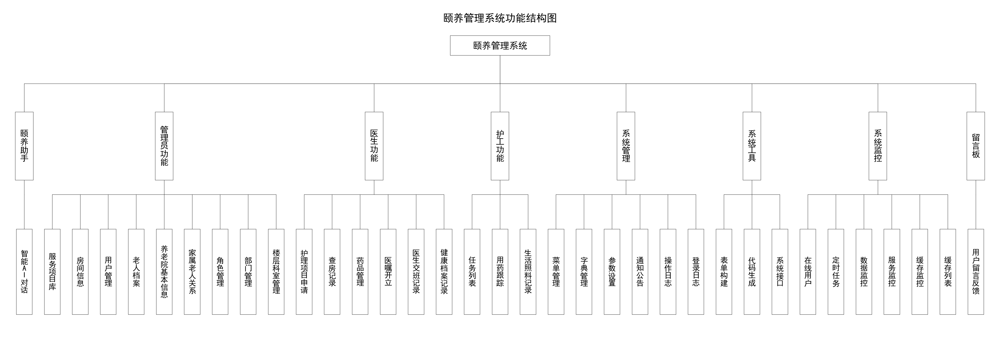 颐养管理系统功能结构图
颐养管理系统
颐养助手
管理员功能
医生功能
护工功能
系统管理
系统工具
系统监控
留言板
智能AI对话
服务项目库
房间信息
用户管理
老人档案
养老院基本信息
家属老人关系
角色管理
部门管理
楼层科室管理
护理项目申请
查房记录
药品管理
医嘱开立
医生交班记录
健康档案记录
任务列表
用药跟踪
生活照料记录
菜单管理
字典管理
参数设置
通知公告
操作日志
登录日志
表单构建
代码生成
系统接口
在线用户
定时任务
数据监控
服务监控
缓存监控
缓存列表
用户留言反馈